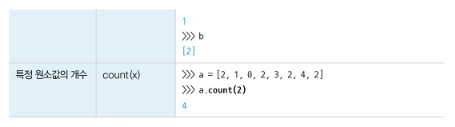 1
>>> b
[2]
특정 원소값의 개수 count(x) >>> a = [2, 1, 0, 2, 3, 2, 4, 2]
>>> a.count(2)
4